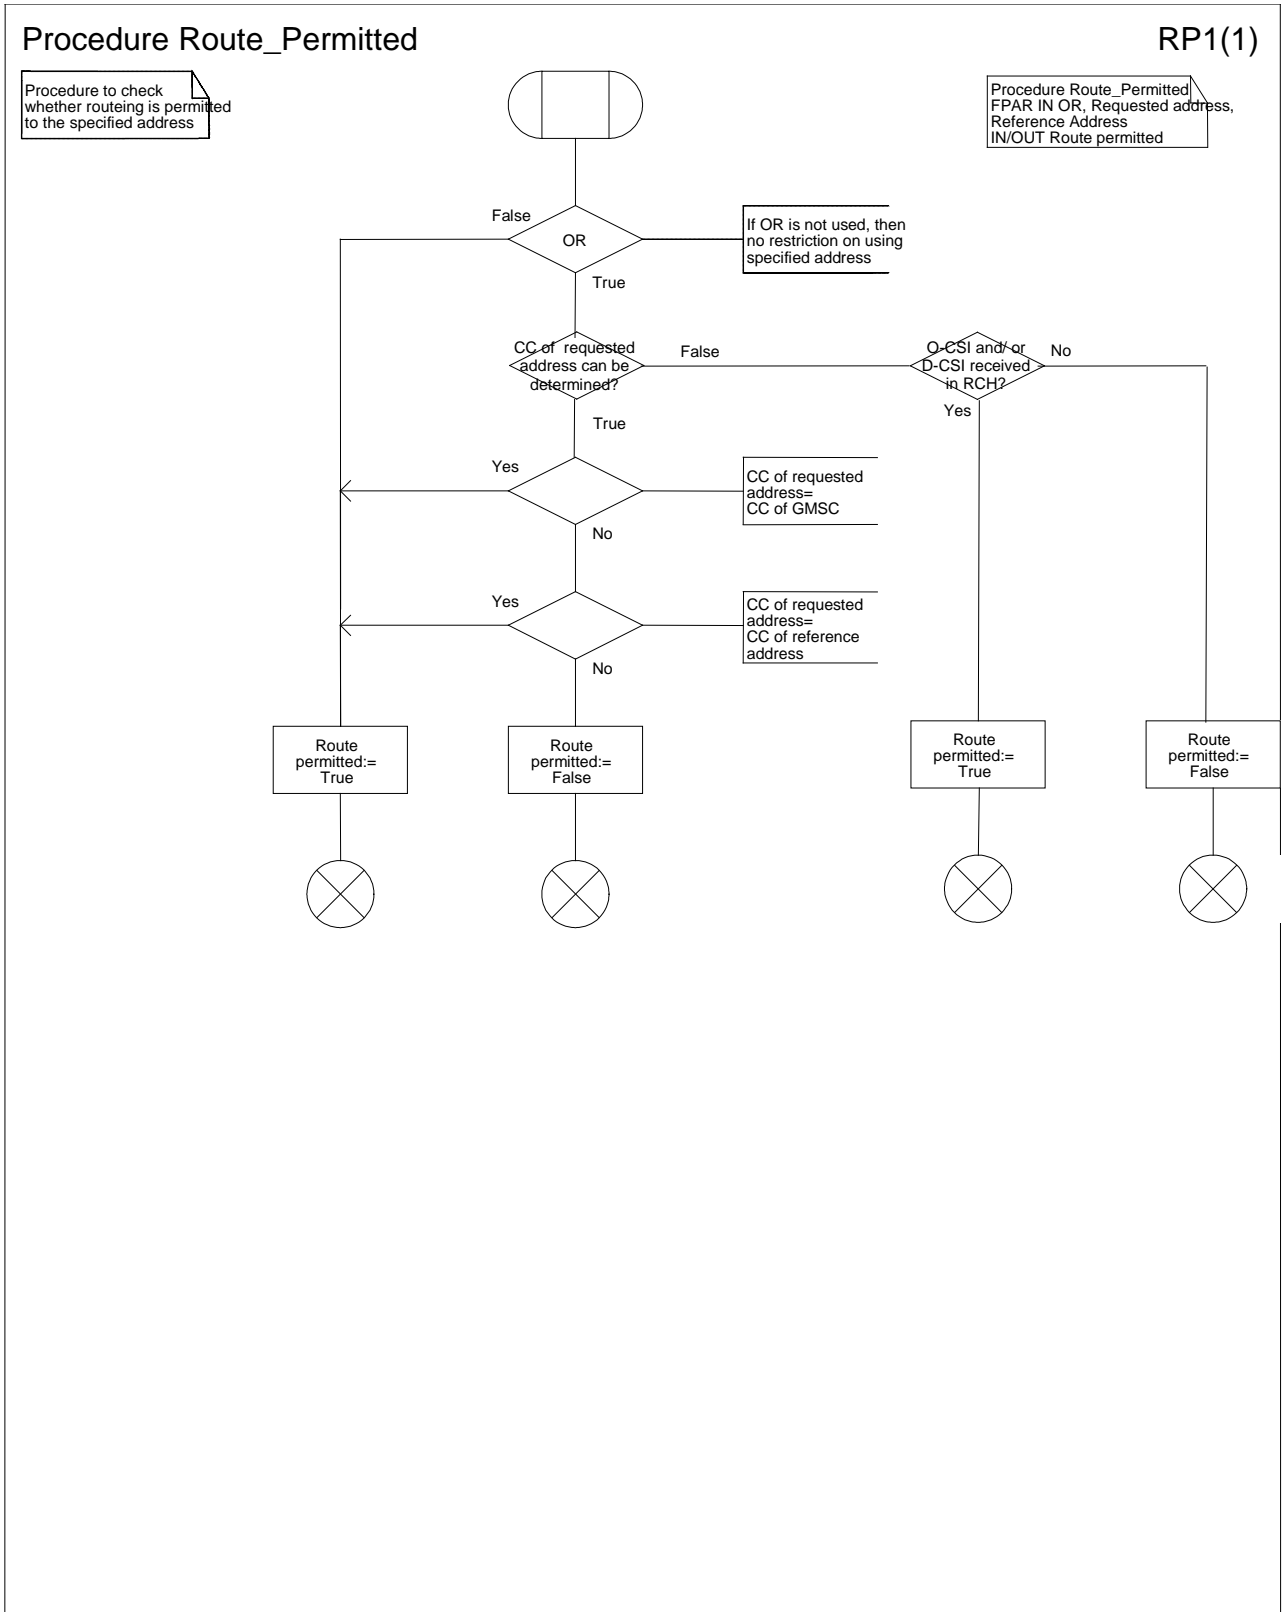 Procedure Route_Permitted
RP1(1)
Procedure to check
whether routeing is permitted
to the specified address
Procedure Route_Permitted
FPAR IN OR, Requested address,
Reference Address
IN/OUT Route permitted
False
OR
If OR is not used, then
no restriction on using
specified address
True
CC of requested
address can be
determined?
False
O-CSI and/ or
D-CSI received
in RCH?
No
Yes
True
Yes
CC of requested
address=
CC of GMSC
No
Yes
CC of requested
address=
CC of reference
address
No
Route
permitted:=
True
Route
permitted:=
False
Route
permitted:=
True
Route
permitted:=
False